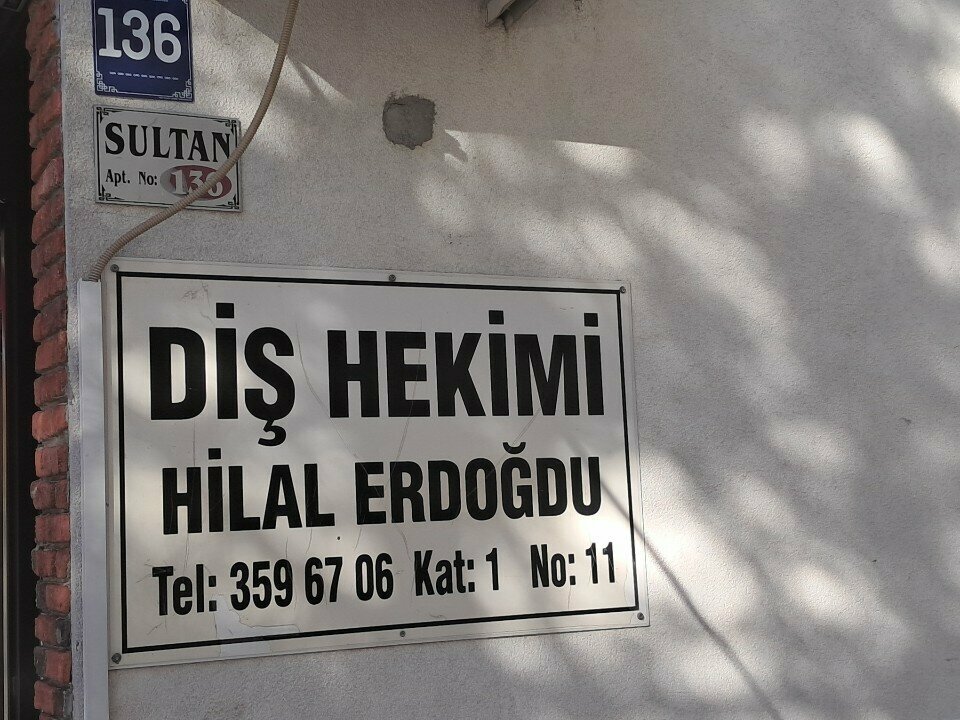 136
SULTAN
Apt. No: 136
DİŞ HEKİMİ
HİLAL ERDOĞDU
Tel: 359 67 06 Kat: 1 No: 11